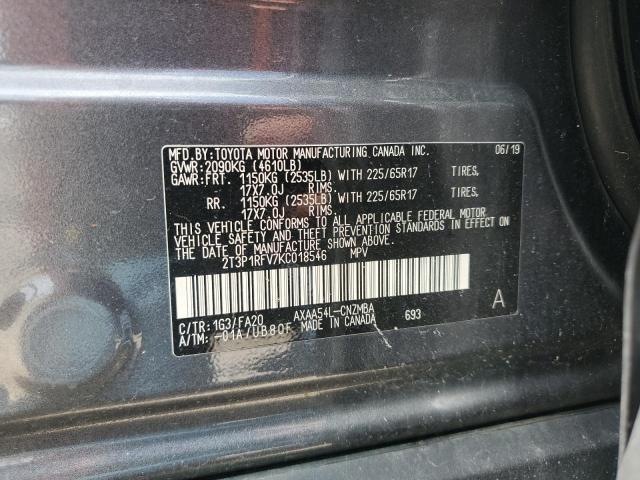 MFD.BY:TOYOTA MOTOR MANUFACTURING CANADA INC. 06/19
GVWR:2090KG (4610LB)
GAWR:FRT. 1150KG (2535LB) WITH 225/65R17 TIRES,
17X7.0J RIMS.
RR. 1150KG (2535LB) WITH 225/65R17 TIRES,
17X7.0J RIMS.
THIS VEHICLE CONFORMS TO ALL APPLICABLE FEDERAL MOTOR
VEHICLE SAFETY AND THEFT PREVENTION STANDARDS IN EFFECT
ON THE DATE OF MANUFACTURE SHOWN ABOVE.
2T3P1RFV7KC018546 MPV
A
C/TR:1G3/FA20 AXAA54L-CNZMBA
A/TM:-01A/UB80F MADE IN CANADA 693